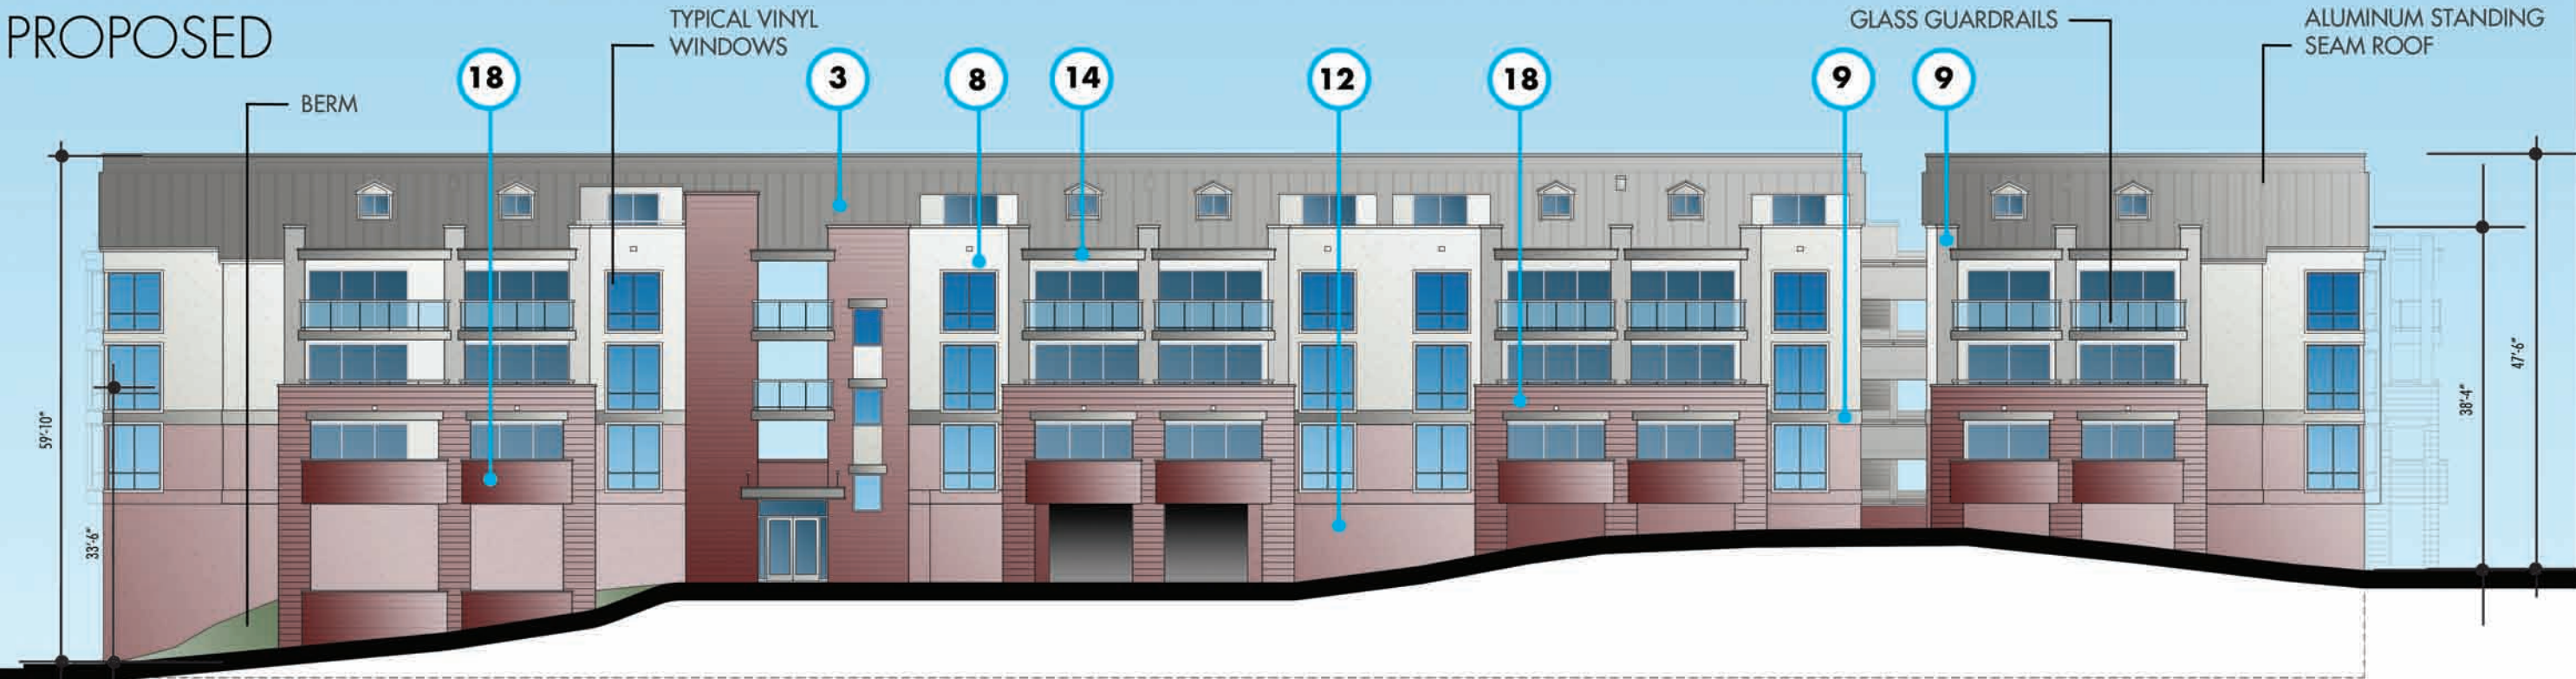 PROPOSED
TYPICAL VINYL
WINDOWS
GLASS GUARDRAILS
ALUMINUM STANDING
SEAM ROOF
BERM
18
3
8
14
12
18
9
9
59'-10"
33'-6"
38'-4"
47'-6"